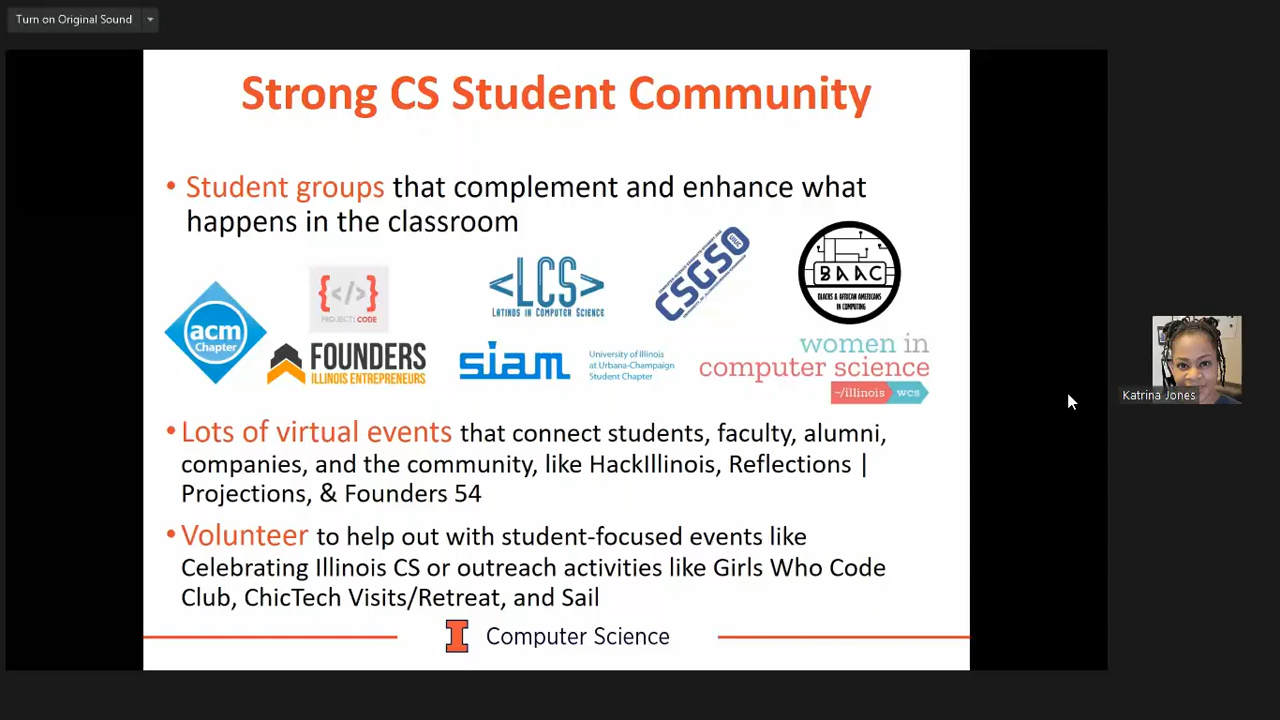 Turn on Original Sound
Strong CS Student Community
• Student groups that complement and enhance what
happens in the classroom
acm
Chapter
{</>}
PROJECT: CODE
FOUNDERS
ILLINOIS ENTREPRENEURS
<LCS>
LATINOS IN COMPUTER SCIENCE
siam
University of Illinois
at Urbana-Champaign
Student Chapter
CSGSO
UIUC
BAAC
BLACKS & AFRICAN AMERICANS
IN COMPUTING
women in
computer science
~/illinois wcs
Katrina Jones
• Lots of virtual events that connect students, faculty, alumni,
companies, and the community, like HackIllinois, Reflections |
Projections, & Founders 54
• Volunteer to help out with student-focused events like
Celebrating Illinois CS or outreach activities like Girls Who Code
Club, ChicTech Visits/Retreat, and Sail
I Computer Science